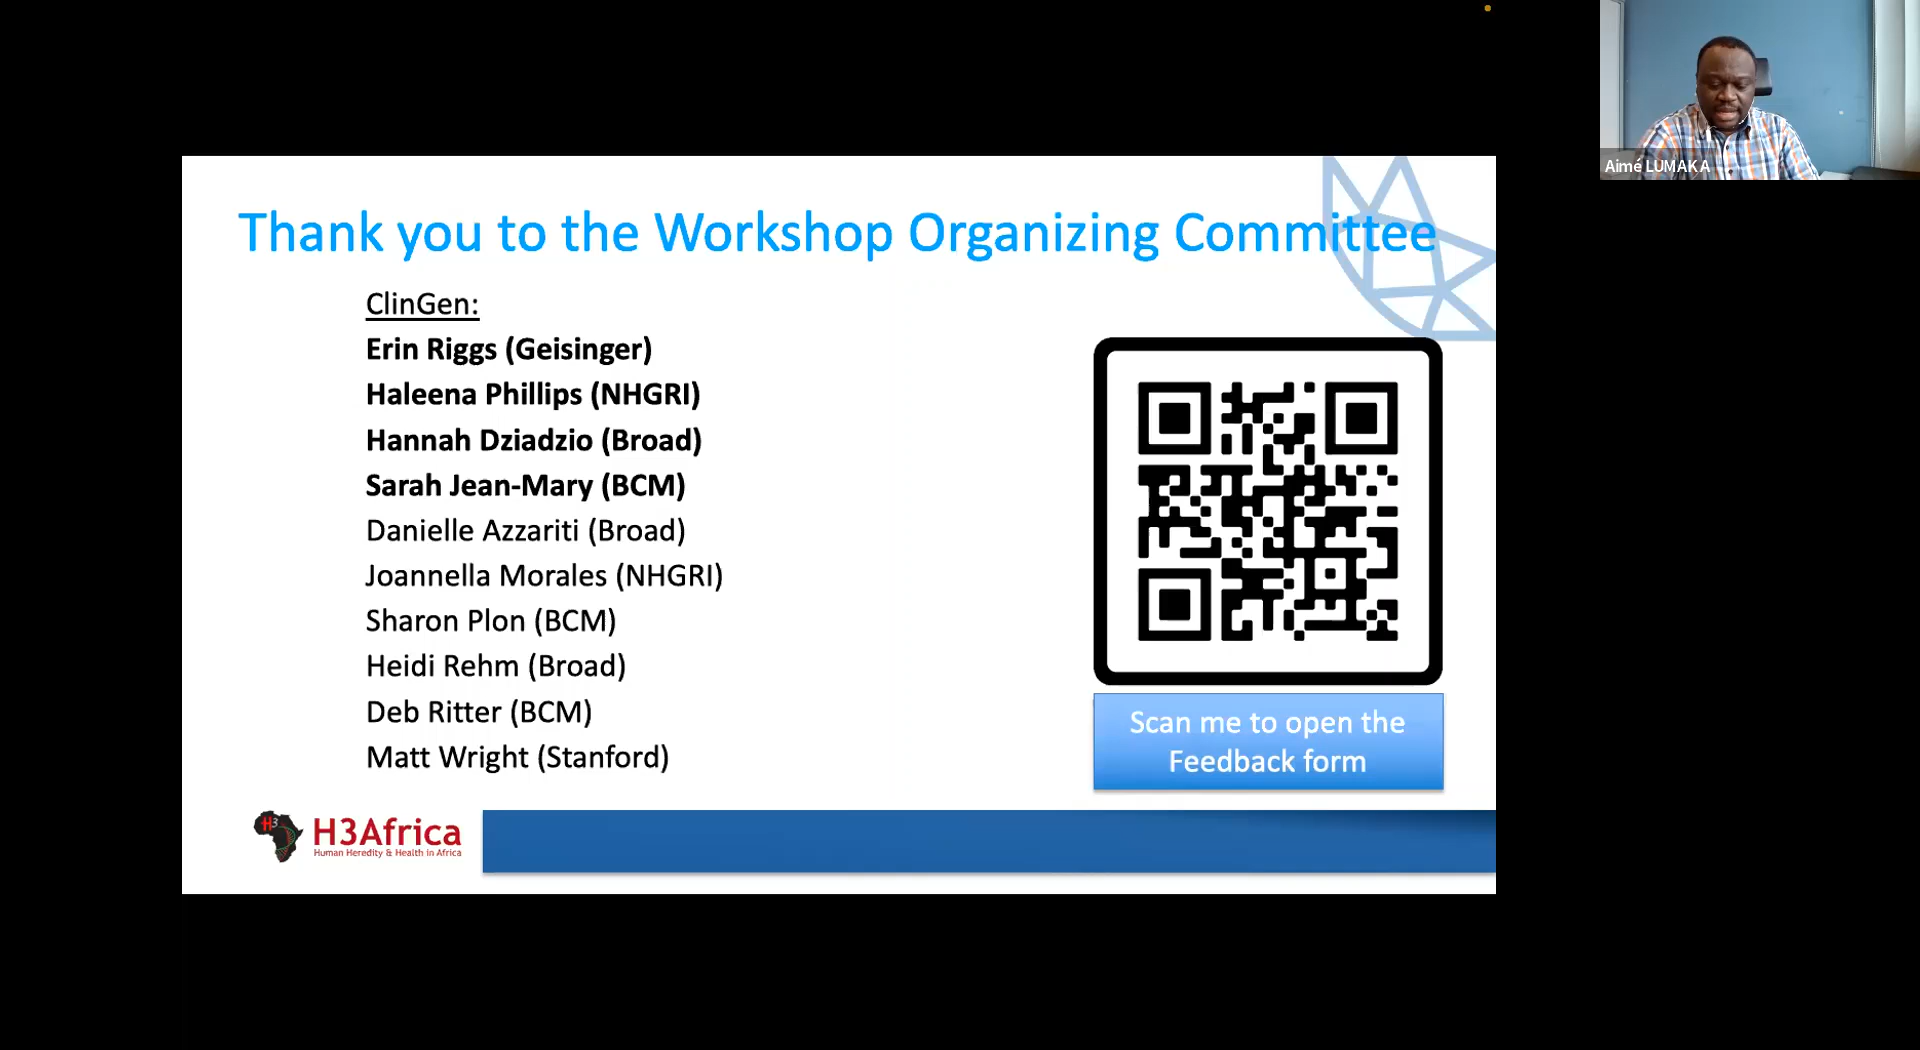 Thank you to the Workshop Organizing Committee
ClinGen:
Erin Riggs (Geisinger)
Haleena Phillips (NHGRI)
Hannah Dziadzio (Broad)
Sarah Jean-Mary (BCM)
Danielle Azzariti (Broad)
Joannella Morales (NHGRI)
Sharon Plon (BCM)
Heidi Rehm (Broad)
Deb Ritter (BCM)
Matt Wright (Stanford)
Scan me to open the
Feedback form
H3
H3Africa
Human Heredity & Health in Africa
Aimé LUMAKA